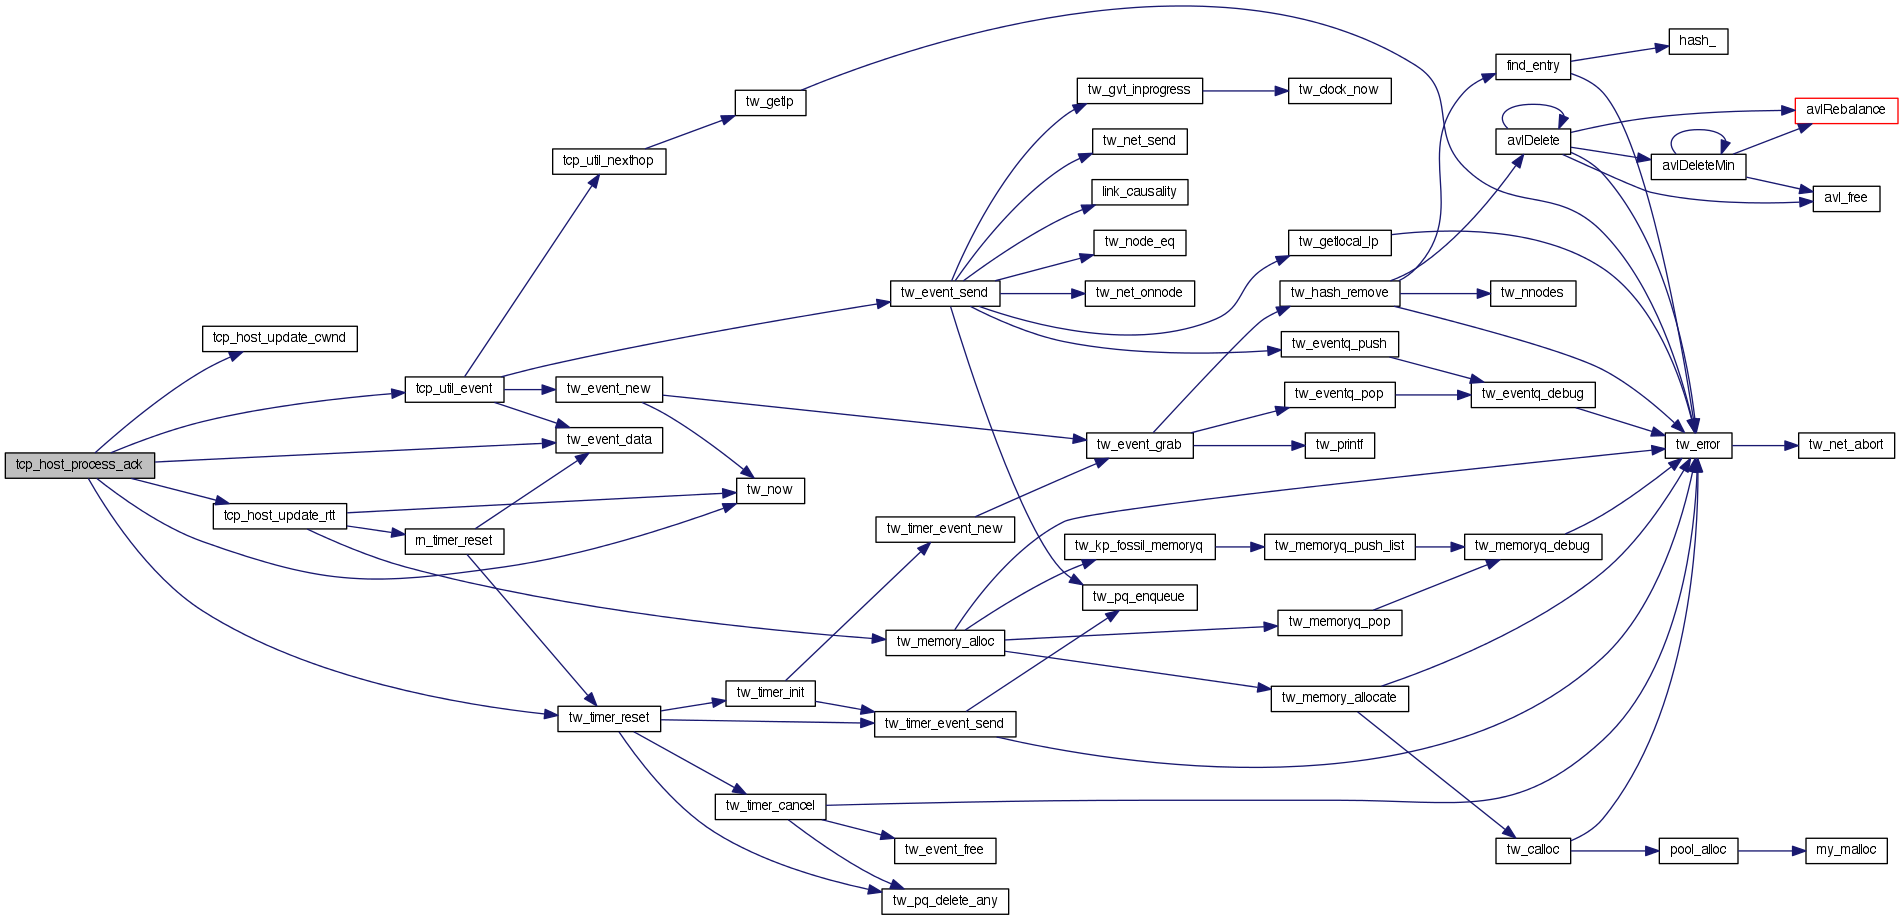 hash_
find_entry
tw_getlp
tw_gvt_inprogress
tw_clock_now
avlRebalance
tw_net_send
avlDelete
tcp_util_nexthop
avlDeleteMin
link_causality
avl_free
tw_node_eq
tw_getlocal_lp
tw_event_send
tw_net_onnode
tw_hash_remove
tw_nnodes
tcp_host_update_cwnd
tw_eventq_push
tcp_util_event
tw_event_new
tw_eventq_pop
tw_eventq_debug
tw_event_data
tw_event_grab
tw_printf
tw_error
tw_net_abort
tcp_host_process_ack
tw_now
tcp_host_update_rtt
rn_timer_reset
tw_timer_event_new
tw_kp_fossil_memoryq
tw_memoryq_push_list
tw_memoryq_debug
tw_pq_enqueue
tw_memoryq_pop
tw_memory_alloc
tw_timer_init
tw_memory_allocate
tw_timer_reset
tw_timer_event_send
tw_timer_cancel
tw_event_free
tw_calloc
pool_alloc
my_malloc
tw_pq_delete_any